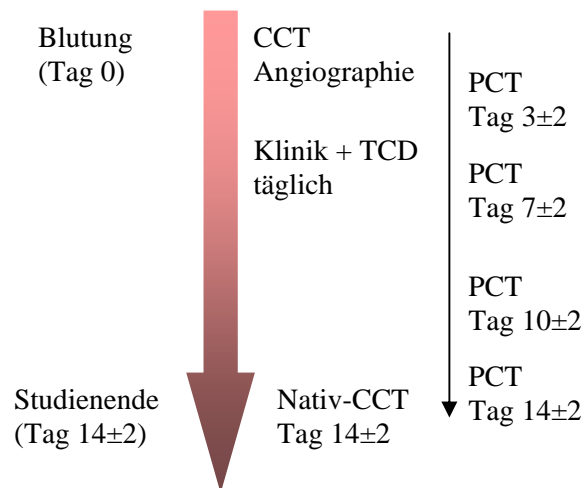 Blutung
(Tag 0)
CCT
Angiographie
Klinik + TCD
täglich
PCT
Tag 3±2
PCT
Tag 7±2
PCT
Tag 10±2
PCT
Tag 14±2
Studienende
(Tag 14±2)
Nativ-CCT
Tag 14±2